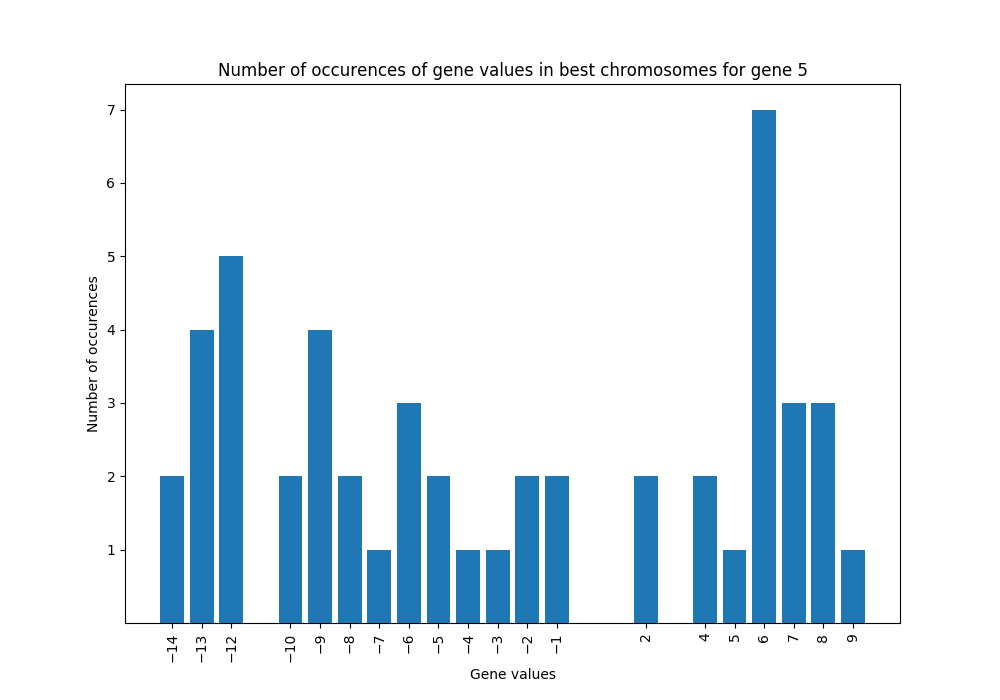 Number of occurences of gene values in best chromosomes for gene 5
7
6
5
4
3
2
1
Number of occurences
−14 −13 −12 −10 −9 −8 −7 −6 −5 −4 −3 −2 −1 2 4 5 6 7 8 9
Gene values